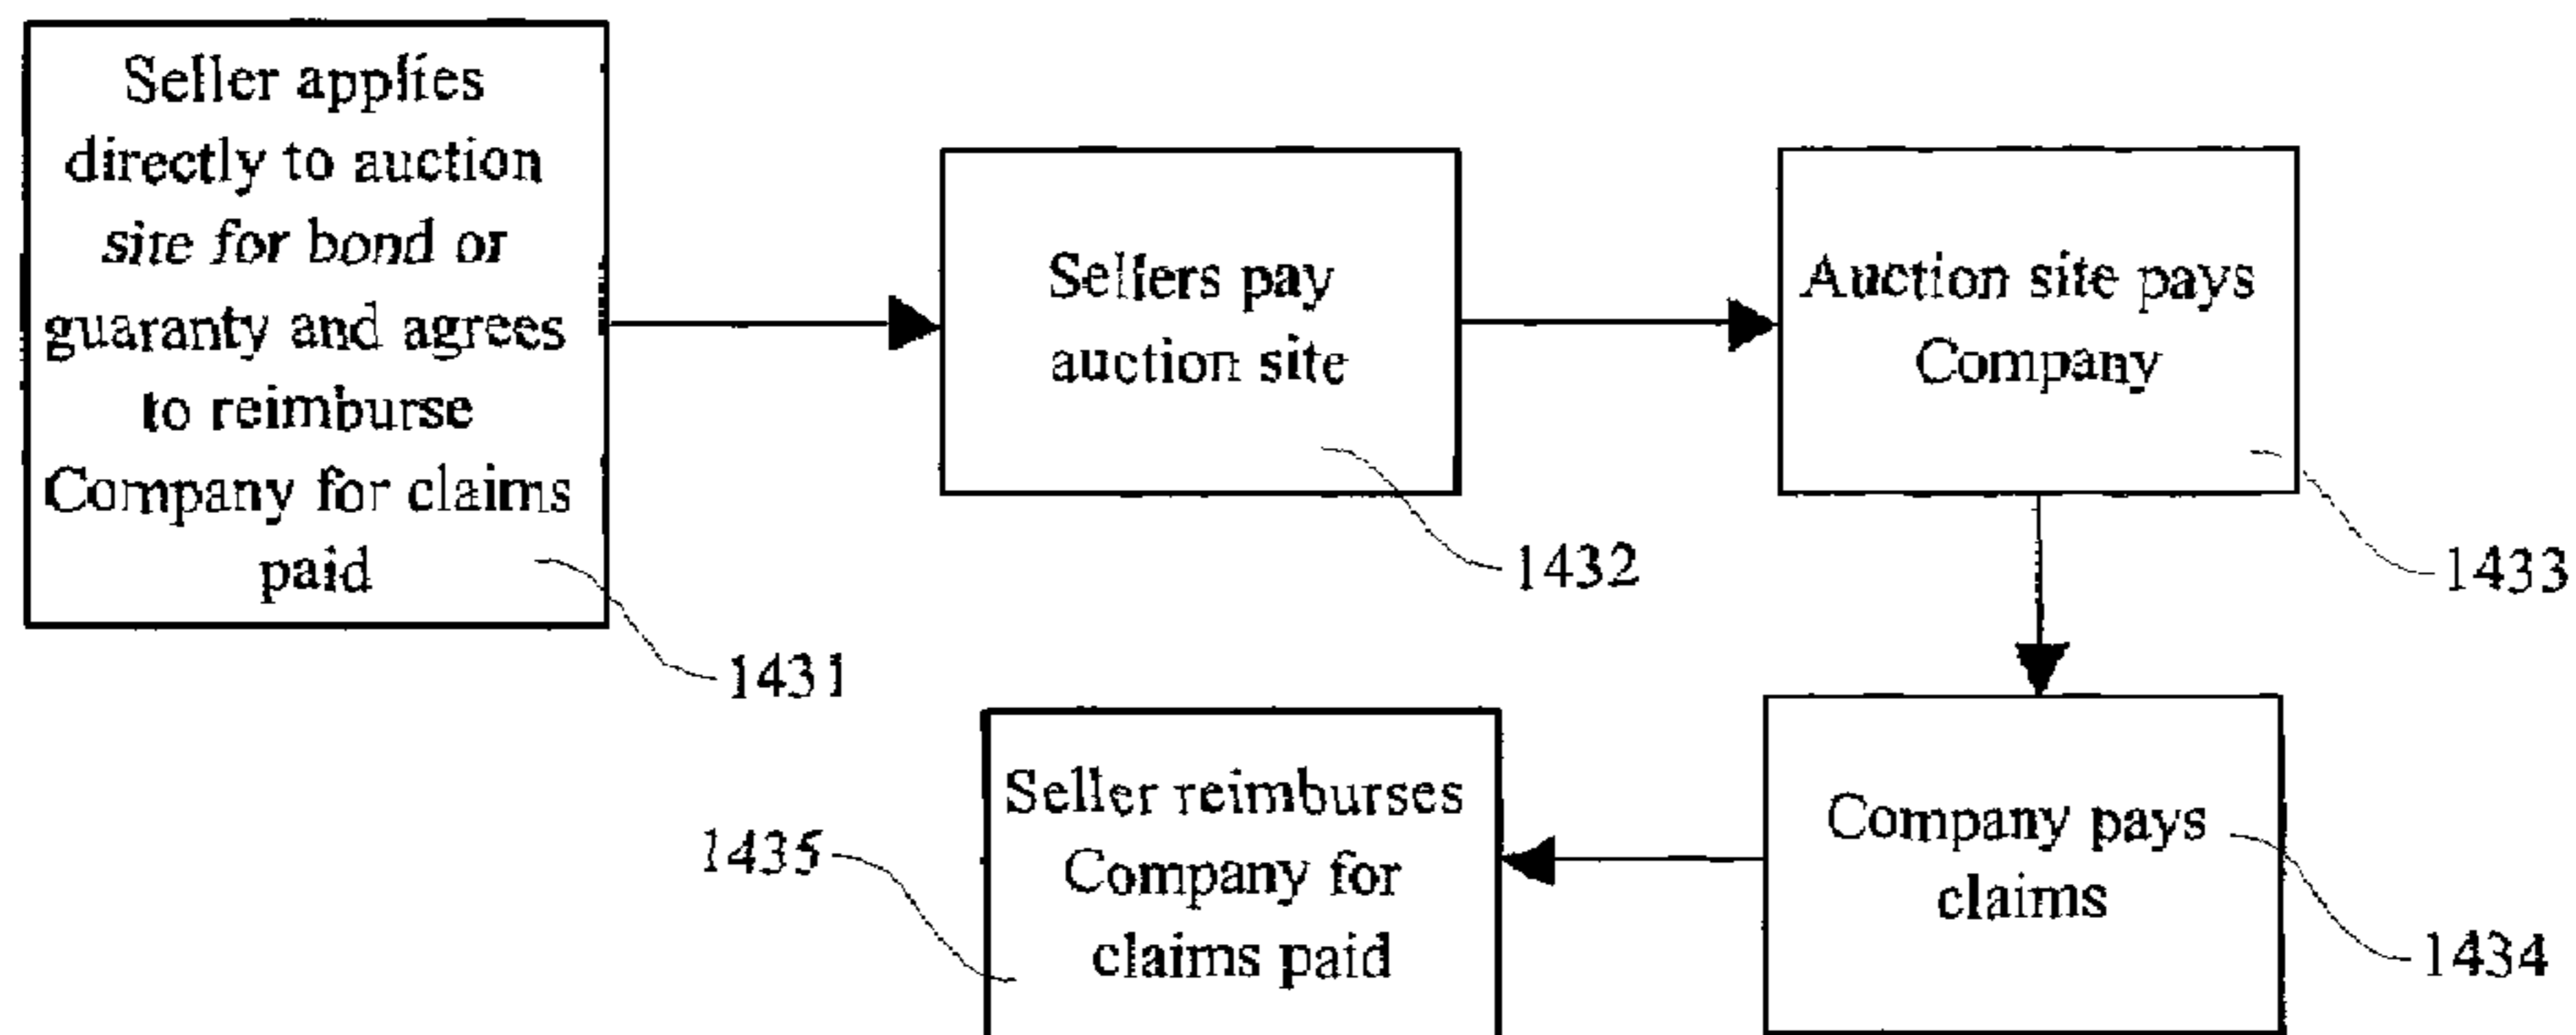 Seller applies
directly to auction
site for bond or
guaranty and agrees
to reimburse
Company for claims
paid
1431
Sellers pay
auction site
1432
Auction site pays
Company
1433
Company pays
claims
1434
Seller reimburses
Company for
claims paid
1435